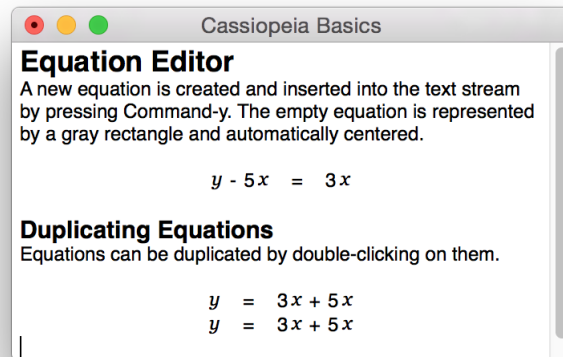 Cassiopeia Basics
Equation Editor
A new equation is created and inserted into the text stream
by pressing Command-y. The empty equation is represented
by a gray rectangle and automatically centered.
y - 5x = 3x
Duplicating Equations
Equations can be duplicated by double-clicking on them.
y = 3x + 5x
y = 3x + 5x